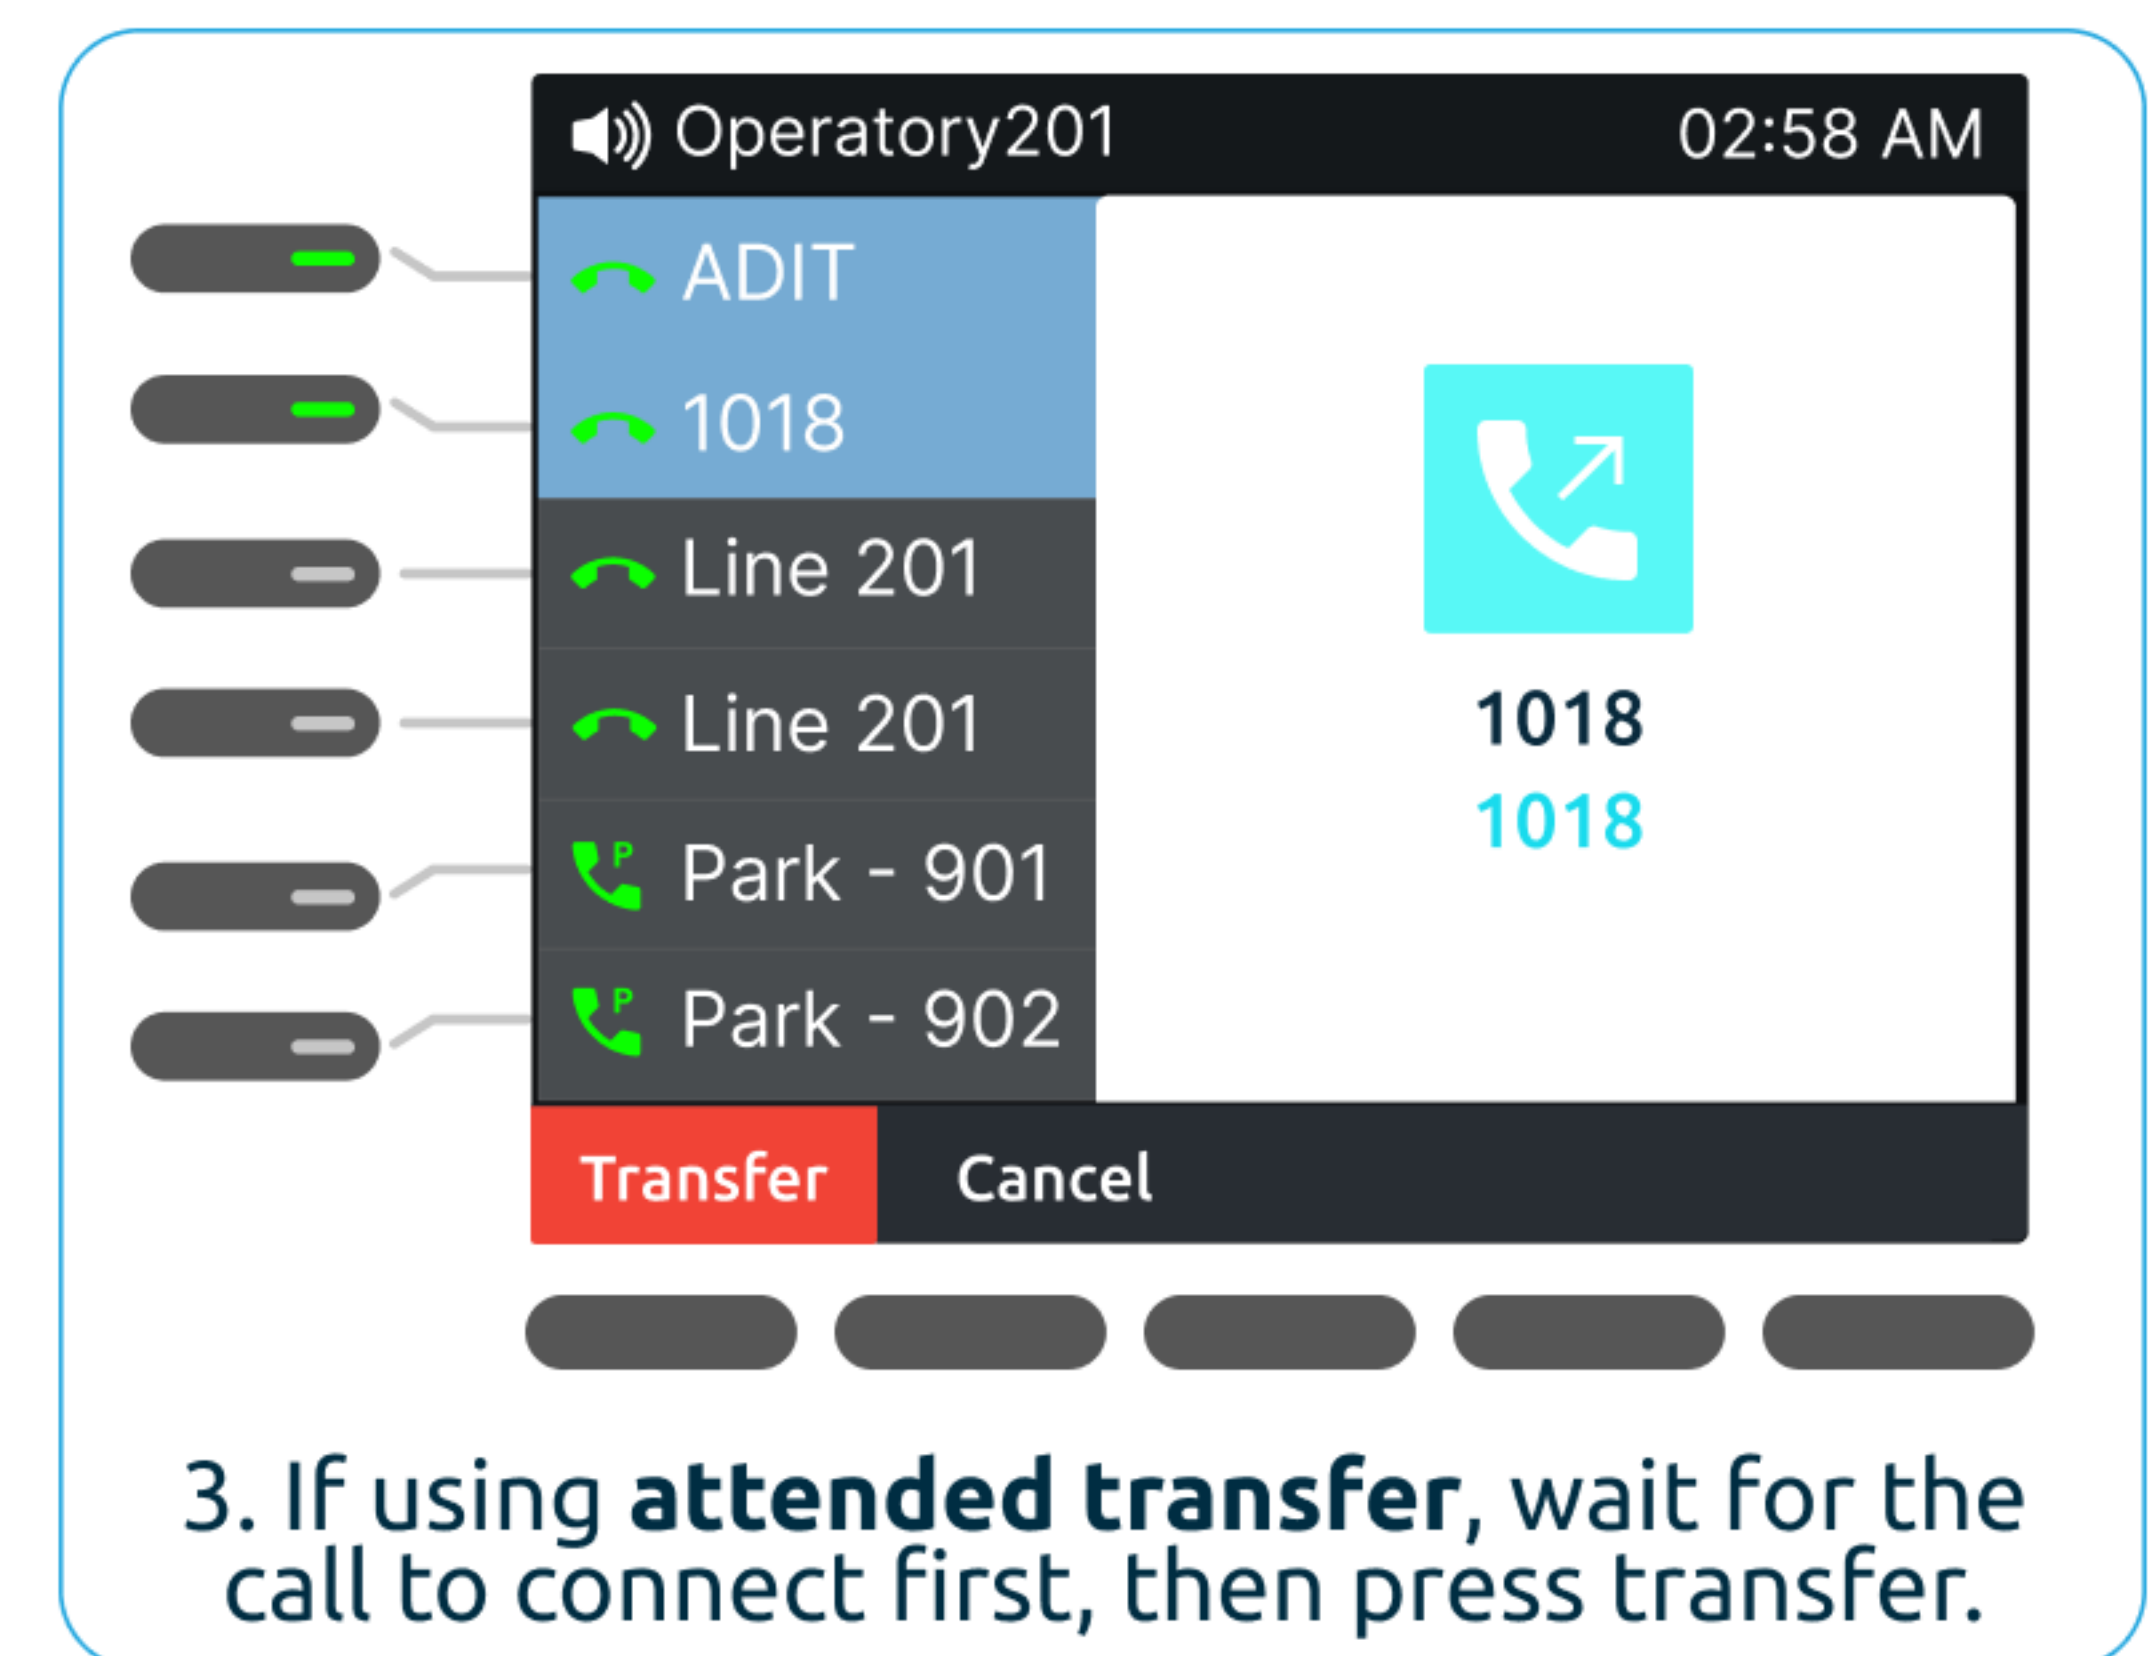 Operatory201 02:58 AM
ADIT
1018
Line 201
Line 201
P Park - 901
P Park - 902
1018
1018
Transfer Cancel
3. If using attended transfer, wait for the
call to connect first, then press transfer.